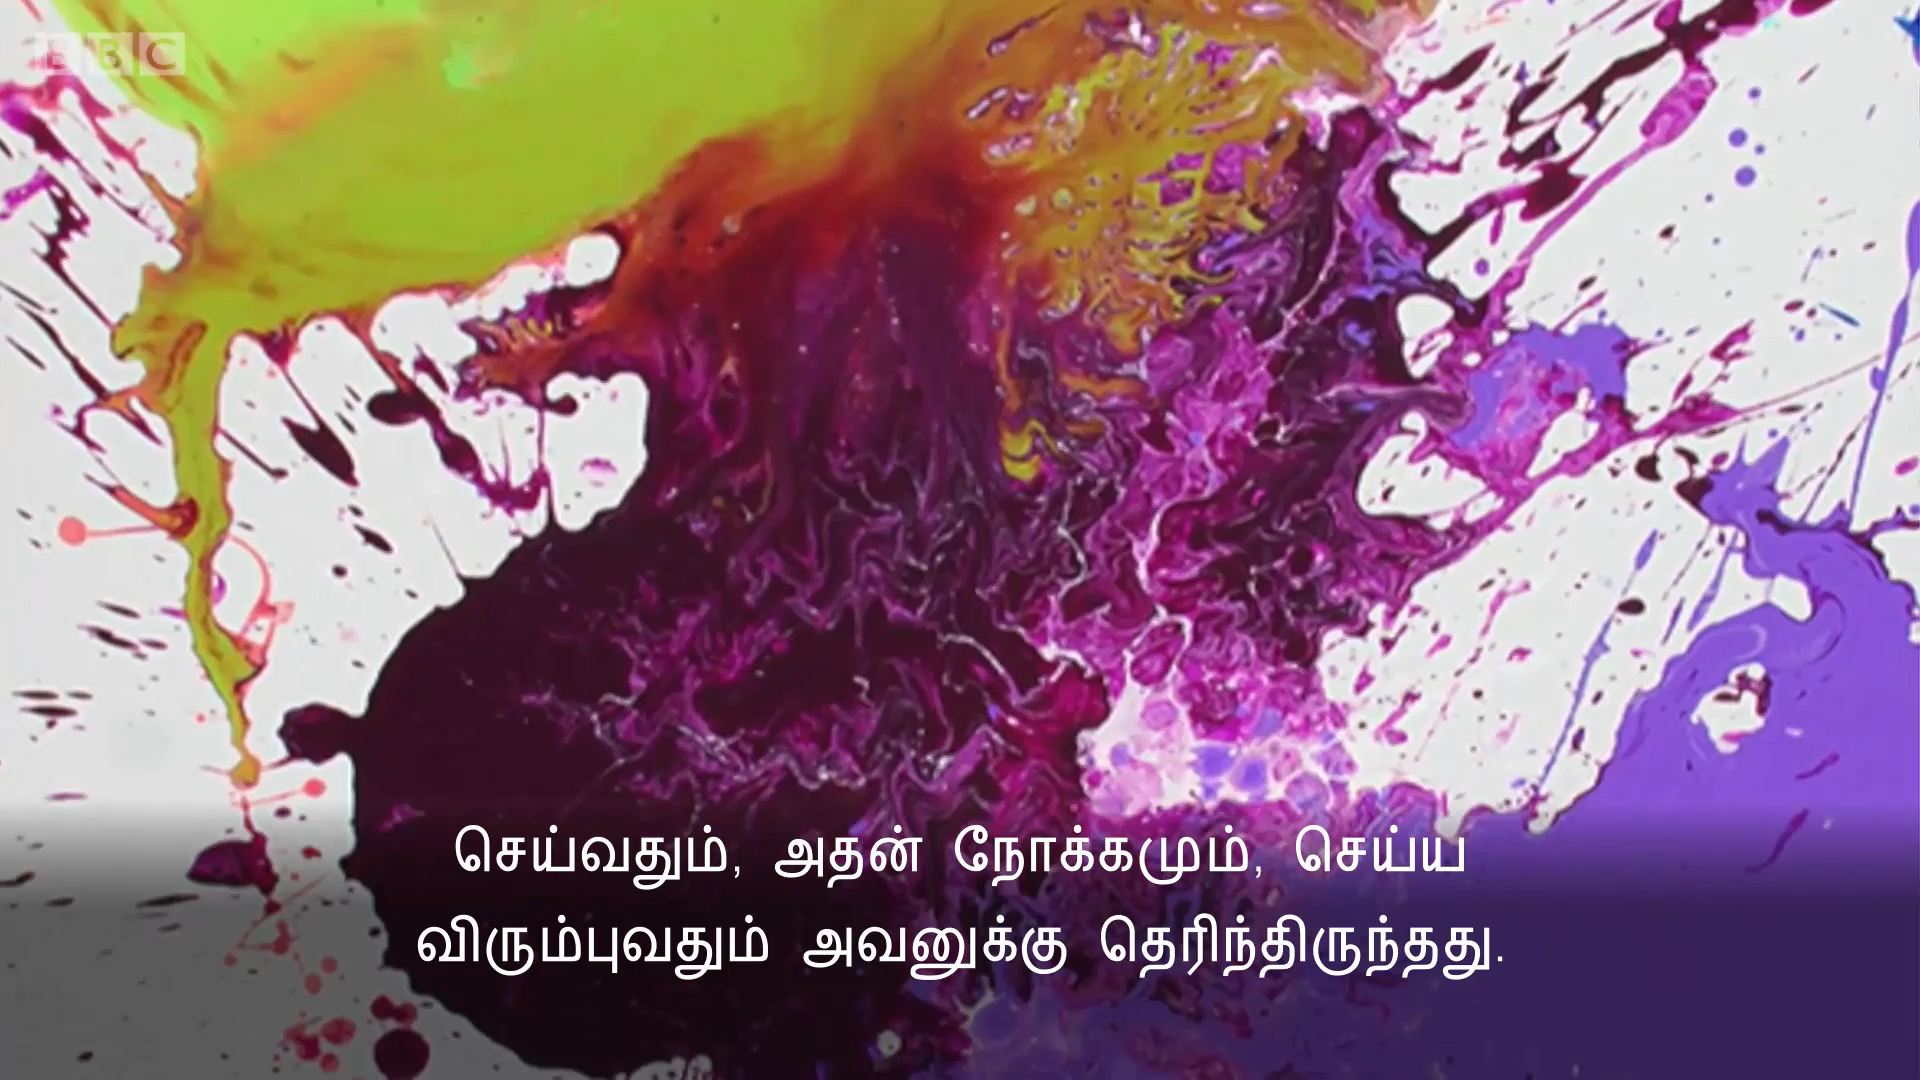 BBC
செய்வதும், அதன் நோக்கமும், செய்ய
விரும்புவதும் அவனுக்கு தெரிந்திருந்தது.